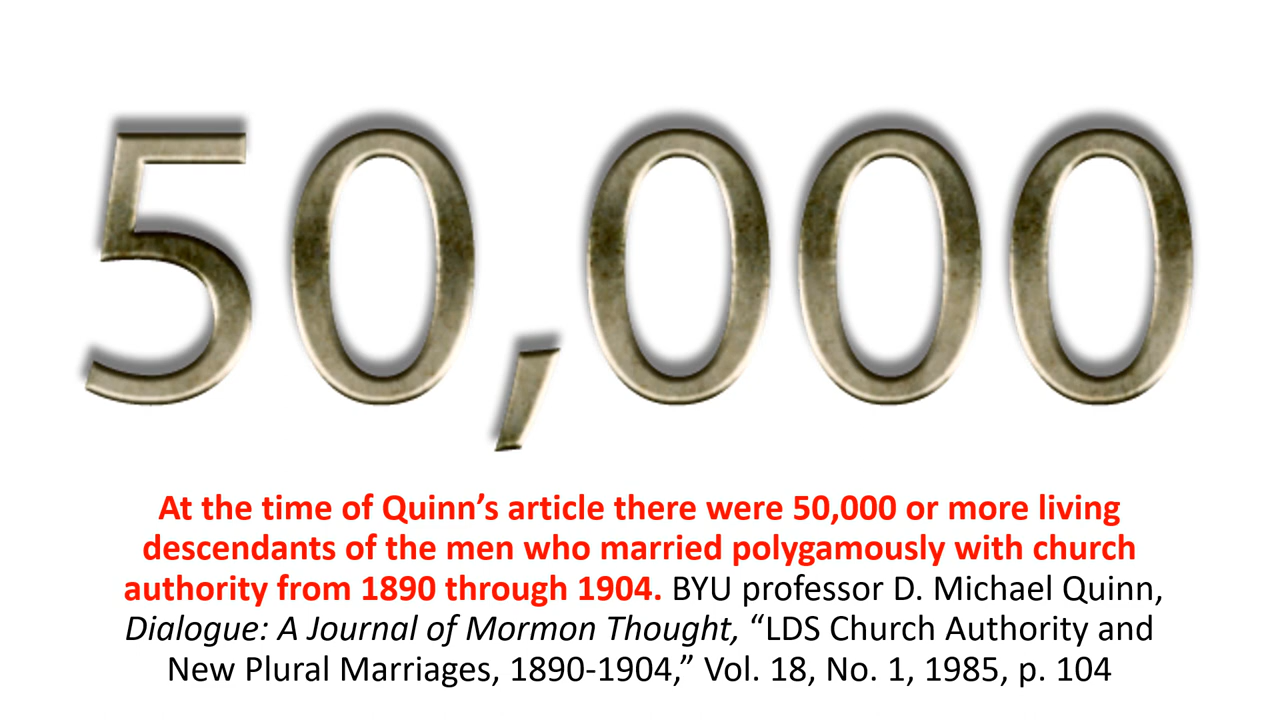 50,000
At the time of Quinn’s article there were 50,000 or more living
descendants of the men who married polygamously with church
authority from 1890 through 1904. BYU professor D. Michael Quinn,
Dialogue: A Journal of Mormon Thought, “LDS Church Authority and
New Plural Marriages, 1890-1904,” Vol. 18, No. 1, 1985, p. 104